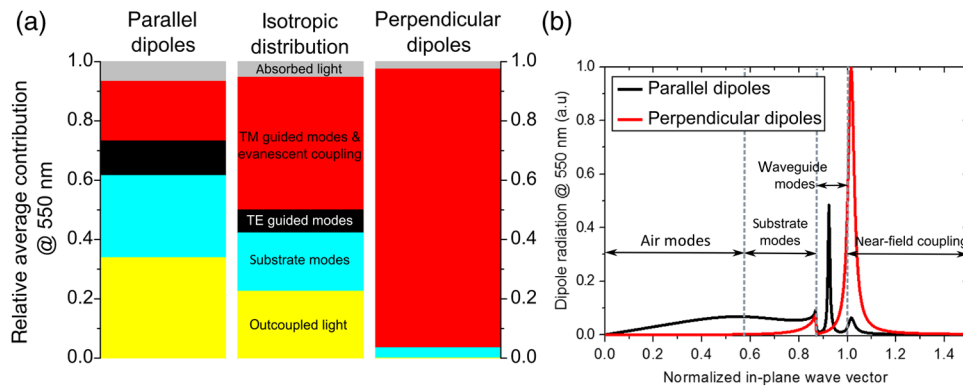 (a)
Parallel
dipoles
Isotropic
distribution
Perpendicular
dipoles
Relative average contribution
@ 550 nm
1.0
0.8
0.6
0.4
0.2
0.0
Absorbed light
TM guided modes &
evanescent coupling
TE guided modes
Substrate modes
Outcoupled light
1.0
0.8
0.6
0.4
0.2
0.0
(b)
Dipole radiation @ 550 nm (a.u)
1.0
0.8
0.6
0.4
0.2
0.0
Parallel dipoles
Perpendicular dipoles
Waveguide
modes
Air modes
Substrate
modes
Near-field coupling
0.0 0.2 0.4 0.6 0.8 1.0 1.2 1.4
Normalized in-plane wave vector